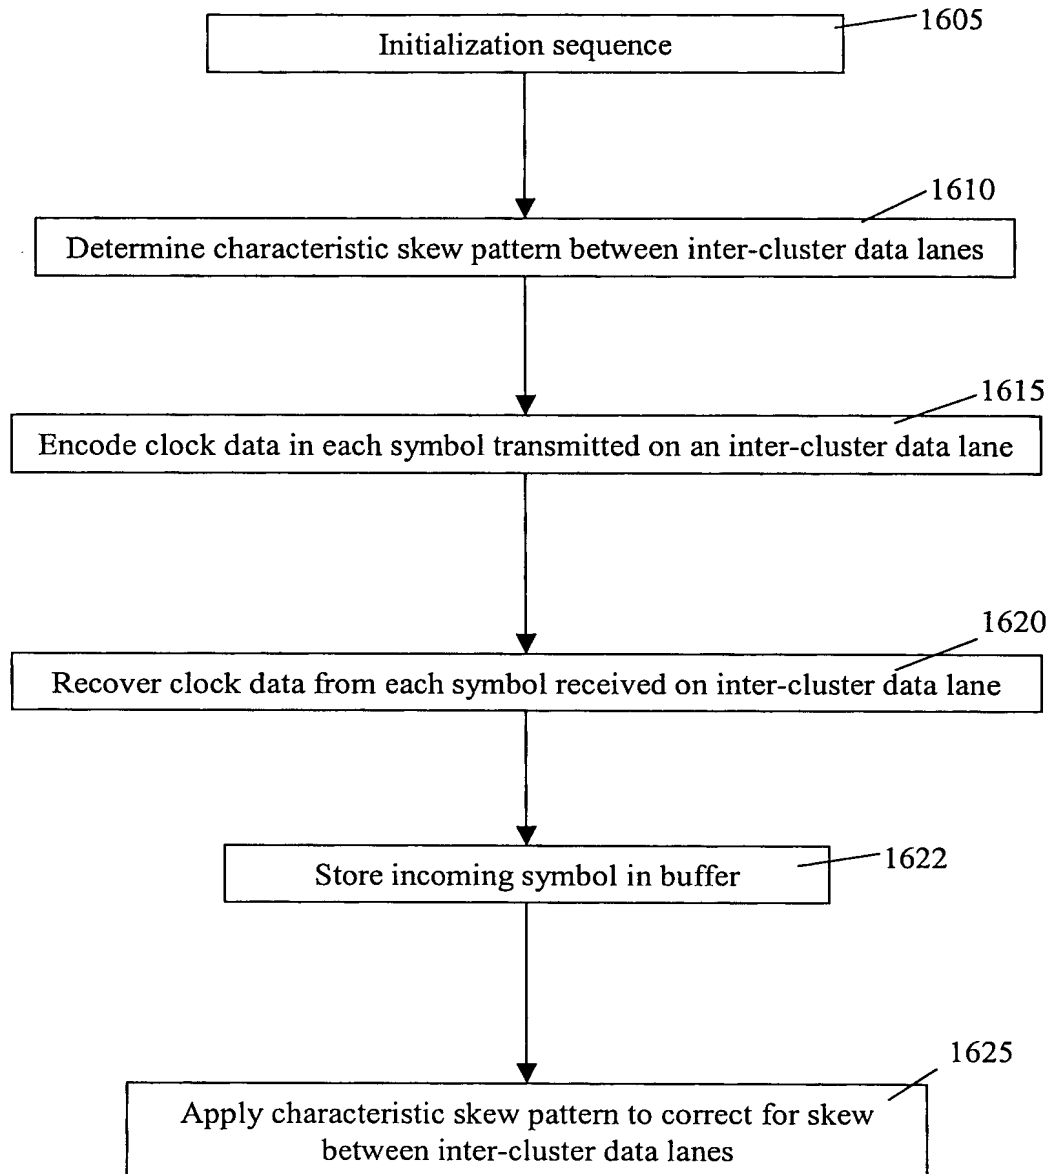 1605
Initialization sequence
1610
Determine characteristic skew pattern between inter-cluster data lanes
1615
Encode clock data in each symbol transmitted on an inter-cluster data lane
1620
Recover clock data from each symbol received on inter-cluster data lane
1622
Store incoming symbol in buffer
1625
Apply characteristic skew pattern to correct for skew
between inter-cluster data lanes